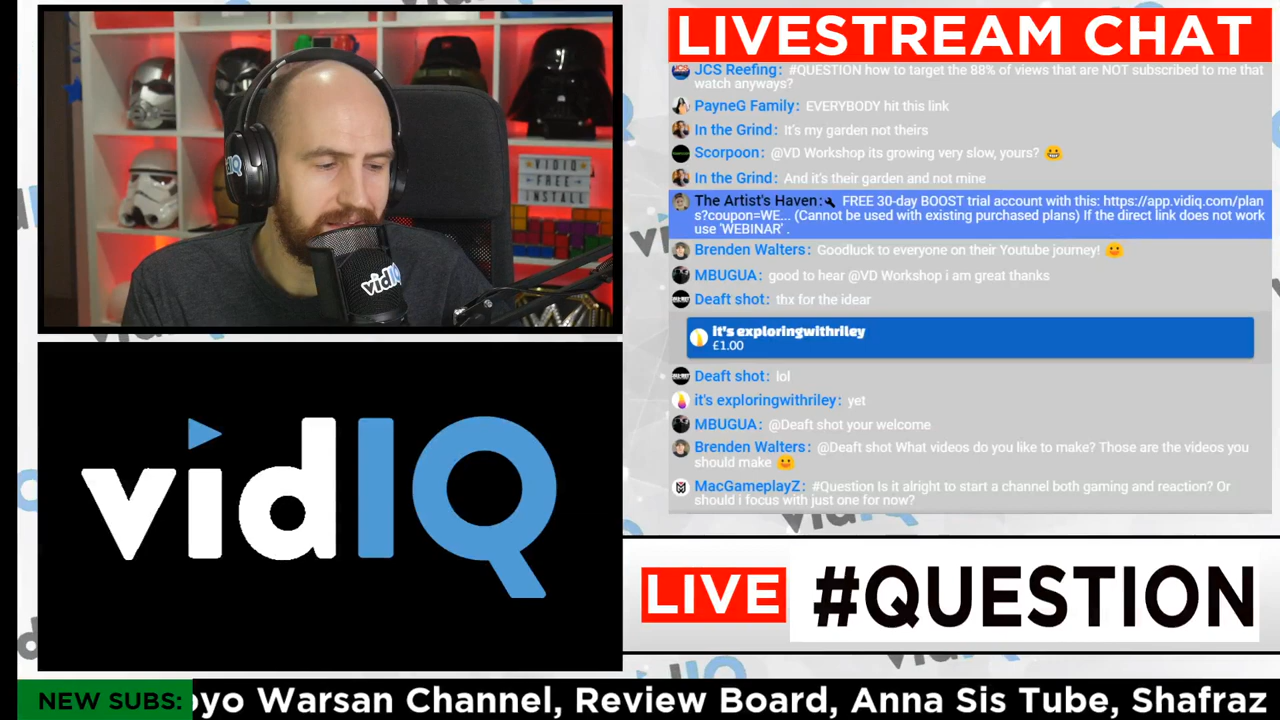 LIVESTREAM CHAT
JCS Reefing: #QUESTION how to target the 88% of views that are NOT subscribed to me that
watch anyways?
PayneG Family: EVERYBODY hit this link
In the Grind: It's my garden not theirs
Scorpoon: @VD Workshop its growing very slow, yours? 😬
In the Grind: And it's their garden and not mine
The Artist's Haven: FREE 30-day BOOST trial account with this: https://app.vidiq.com/plan
s?coupon=WE... (Cannot be used with existing purchased plans) If the direct link does not work
use 'WEBINAR' .
Brenden Walters: Goodluck to everyone on their Youtube journey!
MBUGUA: good to hear @VD Workshop i am great thanks
Deaft shot: thx for the idear
it's exploringwithriley
£1.00
Deaft shot: lol
it's exploringwithriley: yet
MBUGUA: @Deaft shot your welcome
Brenden Walters: @Deaft shot What videos do you like to make? Those are the videos you
should make
MacGameplayZ: #Question Is it alright to start a channel both gaming and reaction? Or
should i focus with just one for now?
VIDIQ
FREE
INSTALL
vidIQ
vidIQ
vidIQ
LIVE #QUESTION
NEW SUBS: oyo Warsan Channel, Review Board, Anna Sis Tube, Shafraz